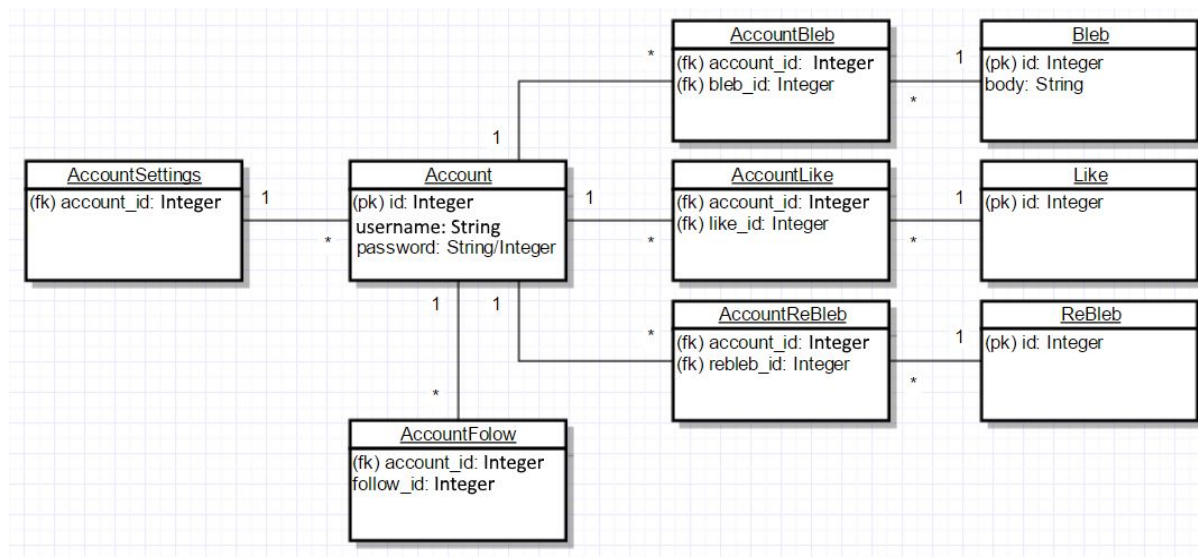 AccountBleb
(fk) account_id: Integer
(fk) bleb_id: Integer
*
1
*
1
Bleb
(pk) id: Integer
body: String
AccountSettings
(fk) account_id: Integer
1
*
Account
(pk) id: Integer
username: String
password: String/Integer
1
*
AccountLike
(fk) account_id: Integer
(fk) like_id: Integer
1
*
Like
(pk) id: Integer
1
1
*
AccountReBleb
(fk) account_id: Integer
(fk) rebleb_id: Integer
1
*
ReBleb
(pk) id: Integer
*
AccountFolow
(fk) account_id: Integer
follow_id: Integer